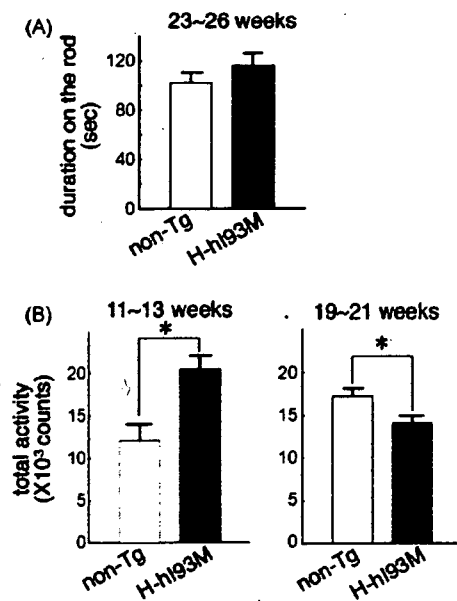 (A) 23~26 weeks
duration on the rod
(sec)
120
80
40
0
non-Tg
H-hI93M
(B) 11~13 weeks
19~21 weeks
total activity
(X10³ counts)
*
20
15
10
5
0
non-Tg
H-hI93M
*
20
15
10
5
0
non-Tg
H-hI93M